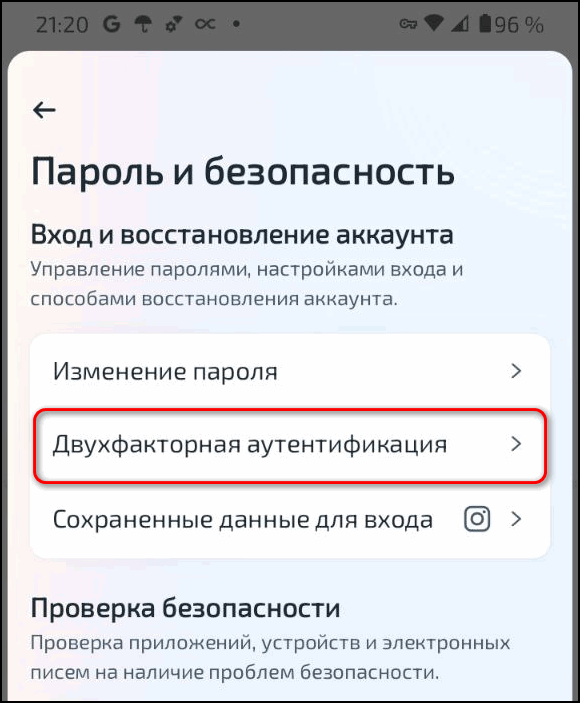 21:20 96 %
Пароль и безопасность
Вход и восстановление аккаунта
Управление паролями, настройками входа и
способами восстановления аккаунта.
Изменение пароля
Двухфакторная аутентификация
Сохраненные данные для входа
Проверка безопасности
Проверка приложений, устройств и электронных
писем на наличие проблем безопасности.